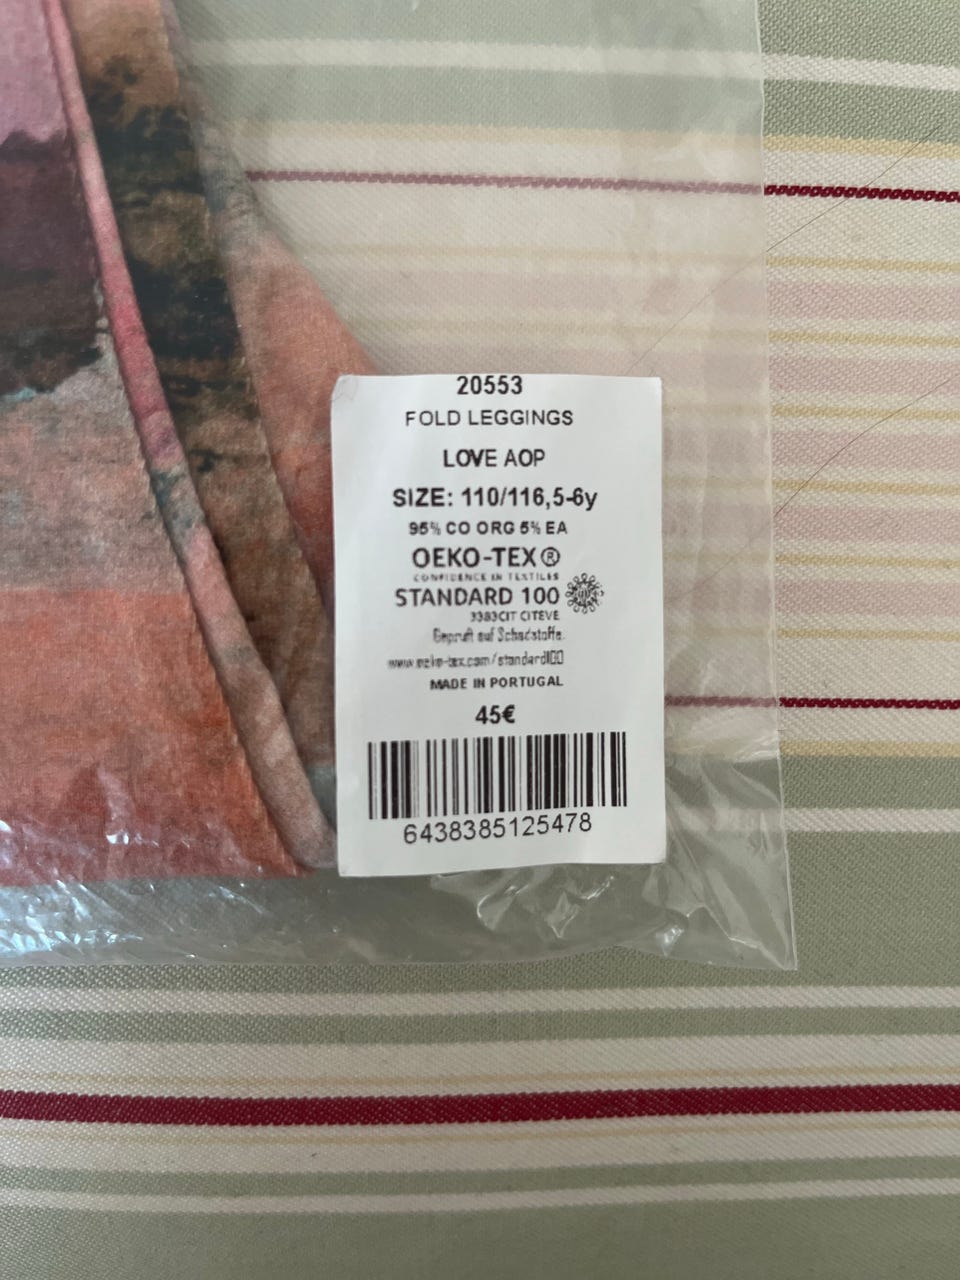 20553
FOLD LEGGINGS
LOVE AOP
SIZE: 110/116,5-6y
95% CO ORG 5% EA
OEKO-TEX®
CONFIDENCE IN TEXTILES
STANDARD 100
3383CIT CITEVE
Geprüft auf Schadstoffe.
www.oeko-tex.com/standard100
MADE IN PORTUGAL
45€
6438385125478